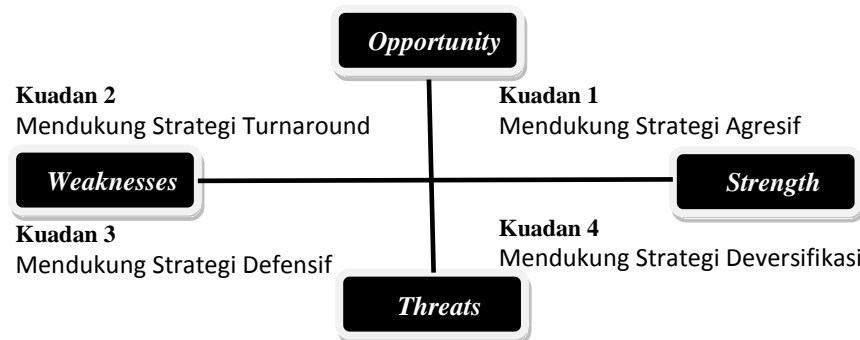 Opportunity
Kuadan 2
Mendukung Strategi Turnaround
Kuadan 1
Mendukung Strategi Agresif
Weaknesses
Strength
Kuadan 3
Mendukung Strategi Defensif
Kuadan 4
Mendukung Strategi Deversifikasi
Threats